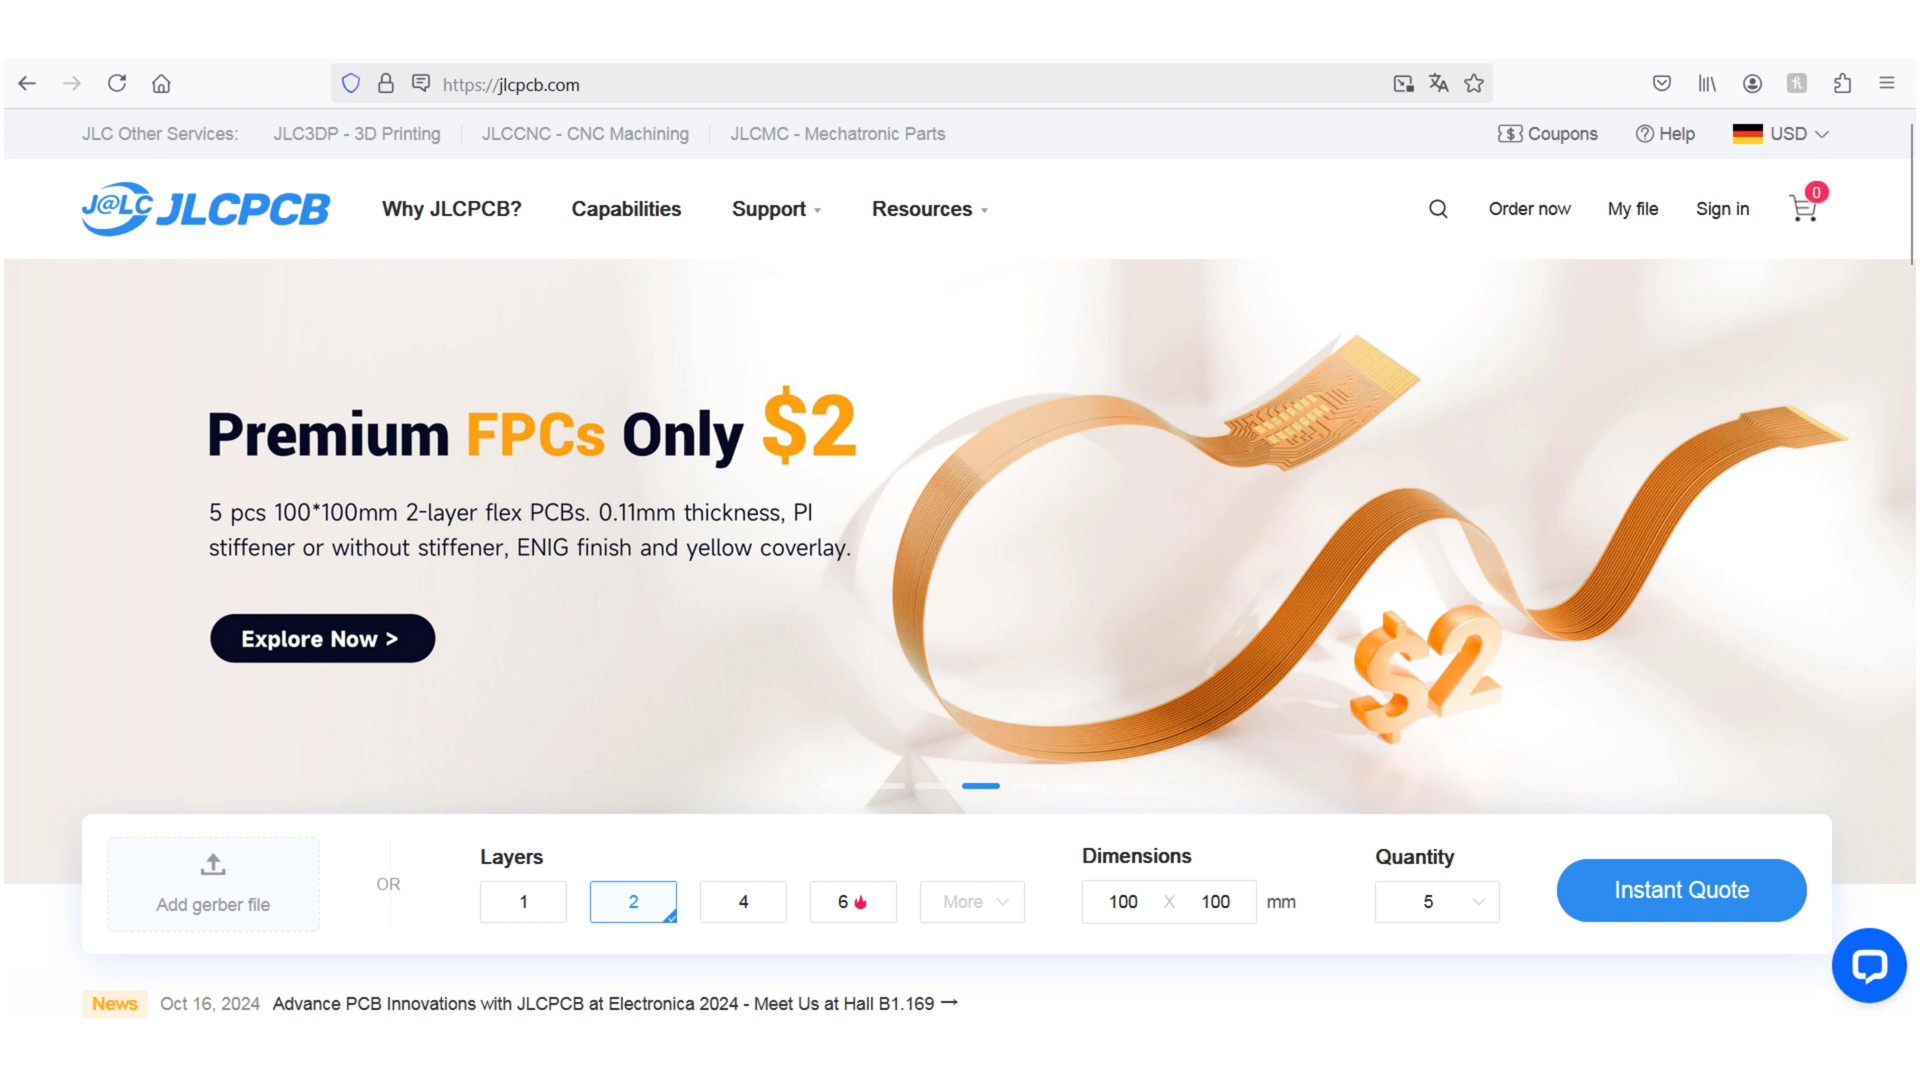 https://jlcpcb.com
JLC Other Services: JLC3DP - 3D Printing JLCCNC - CNC Machining JLCMC - Mechatronic Parts
Coupons Help USD
J@LC JLCPCB Why JLCPCB? Capabilities Support Resources Order now My file Sign in 0
Premium FPCs Only $2
5 pcs 100*100mm 2-layer flex PCBs. 0.11mm thickness, PI
stiffener or without stiffener, ENIG finish and yellow coverlay.
Explore Now >
$2
Add gerber file
OR
Layers
1 2 4 6 More
Dimensions
100 X 100 mm
Quantity
5
Instant Quote
News Oct 16, 2024 Advance PCB Innovations with JLCPCB at Electronica 2024 - Meet Us at Hall B1.169 →